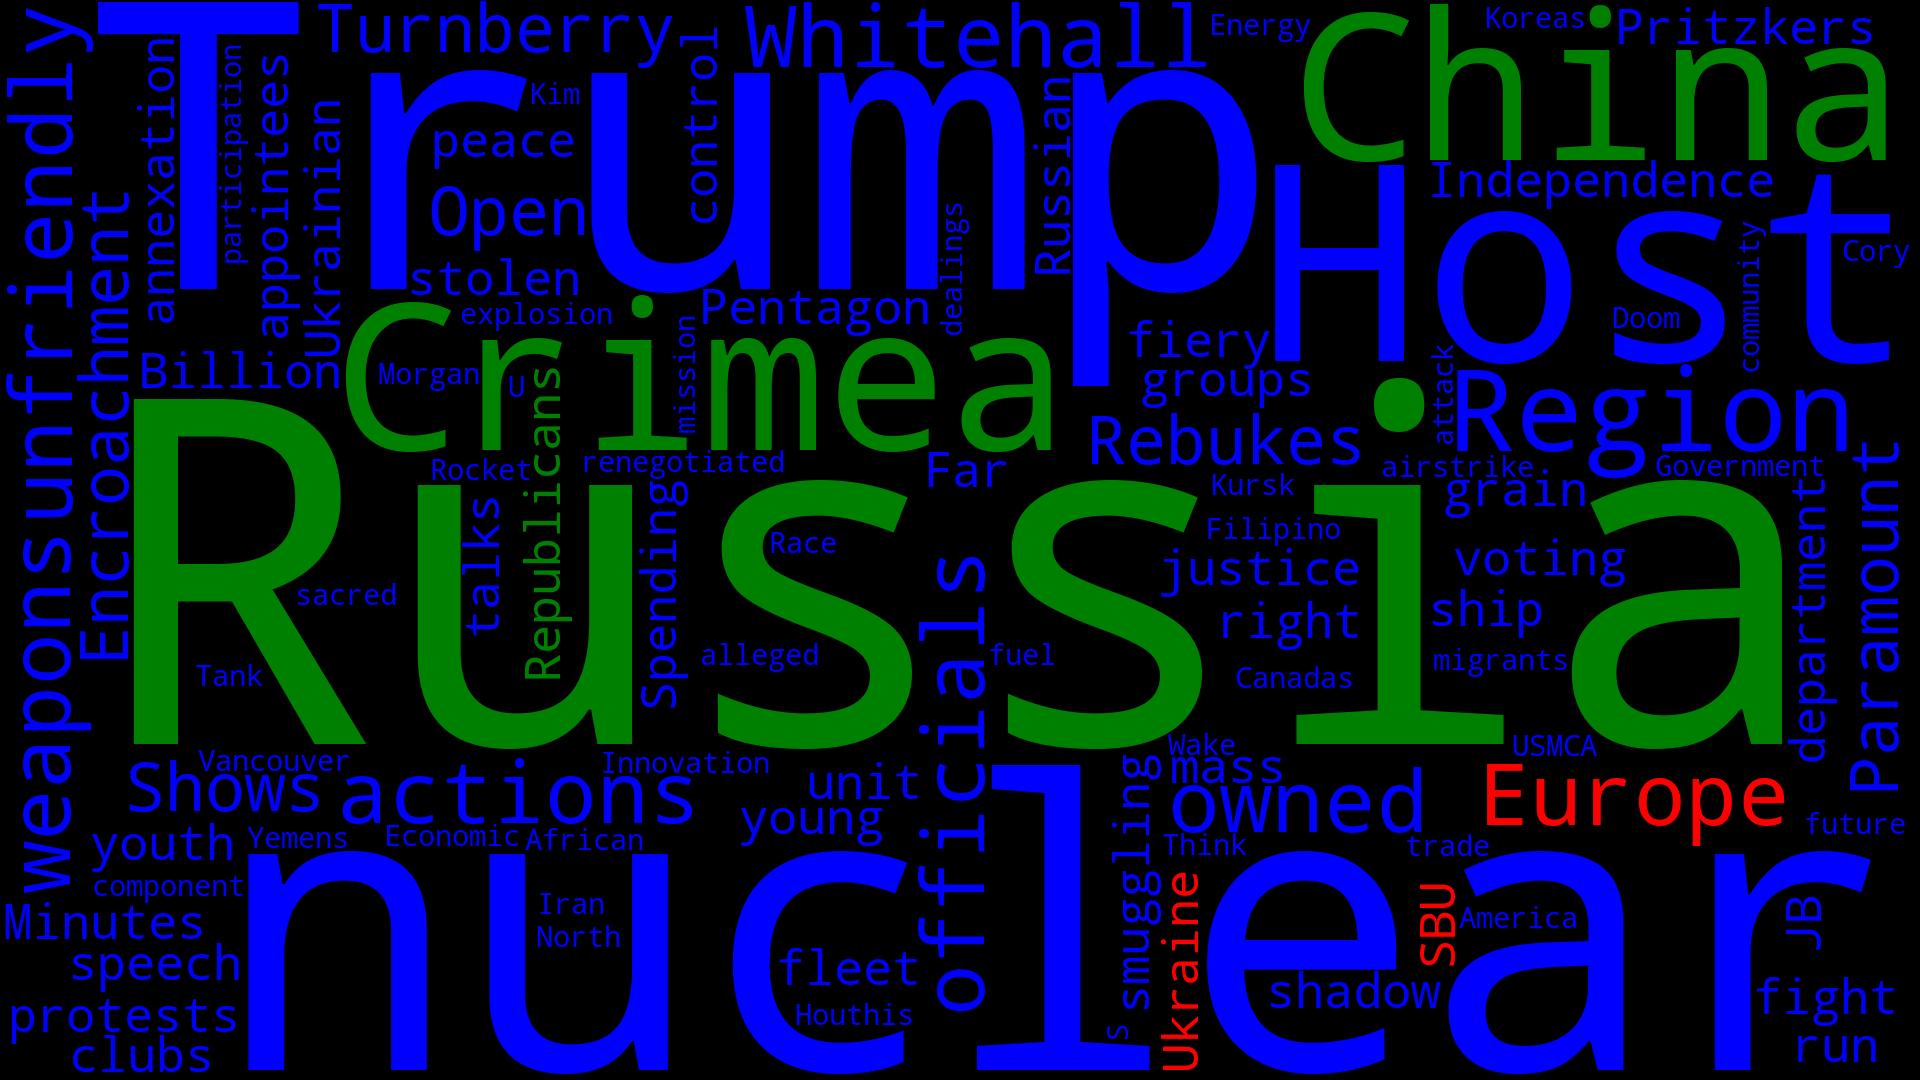 Trump
China
Turnberry
Whitehall
Energy
Koreas
Pritzkers
weaponsunfriendly
annexation
participation
appointees
Ukrainian
Kim
peace
control
Open
stolen
Russian
dealings
Host
Independence
Cory
community
Doom
Encroachment
Billion
Crimea
explosion
Morgan
U
Republicans
mission
Pentagon
fiery
groups
attack
Region
Rebukes
Rocket
renegotiated
Far
airstrike
Government
Kursk
grain
Russia
talks
Spending
Race
Filipino
justice
voting
sacred
right
ship
department
Paramount
Tank
alleged
officials
fuel
Canadas
migrants
Vancouver
Shows
actions
Innovation
unit
young
Wake
mass
USMCA
owned
Europe
future
youth
Yemens
Economic
African
smuggling
Think
trade
component
nuclear
Minutes
Iran
North
Ukraine
SBU
America
JB
speech
fleet
shadow
fight
protests
Houthis
S
clubs
run